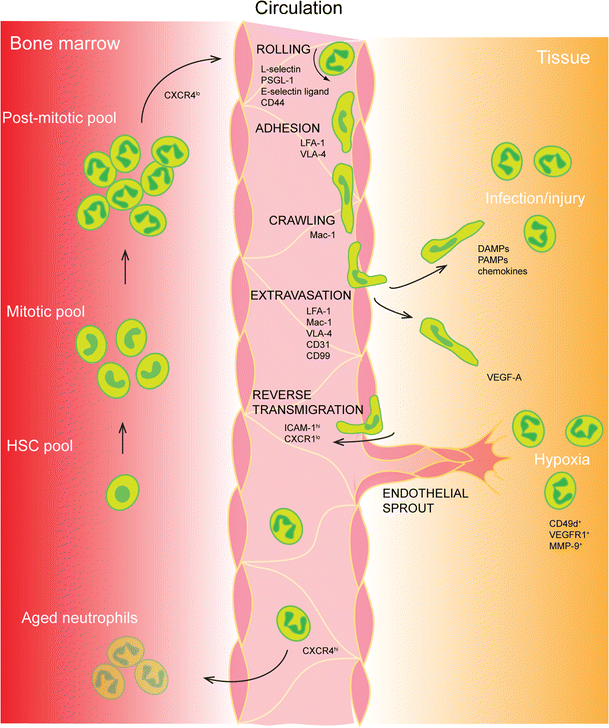 Circulation
Bone marrow
Tissue
CXCR4lo
Post-mitotic pool
Mitotic pool
HSC pool
Aged neutrophils
ROLLING
L-selectin
PSGL-1
E-selectin ligand
CD44
ADHESION
LFA-1
VLA-4
CRAWLING
Mac-1
EXTRAVASATION
LFA-1
Mac-1
VLA-4
CD31
CD99
REVERSE
TRANSMIGRATION
ICAM-1hi
CXCR1lo
CXCR4hi
Infection/injury
DAMPs
PAMPs
chemokines
VEGF-A
Hypoxia
ENDOTHELIAL
SPROUT
CD49d+
VEGFR1+
MMP-9+